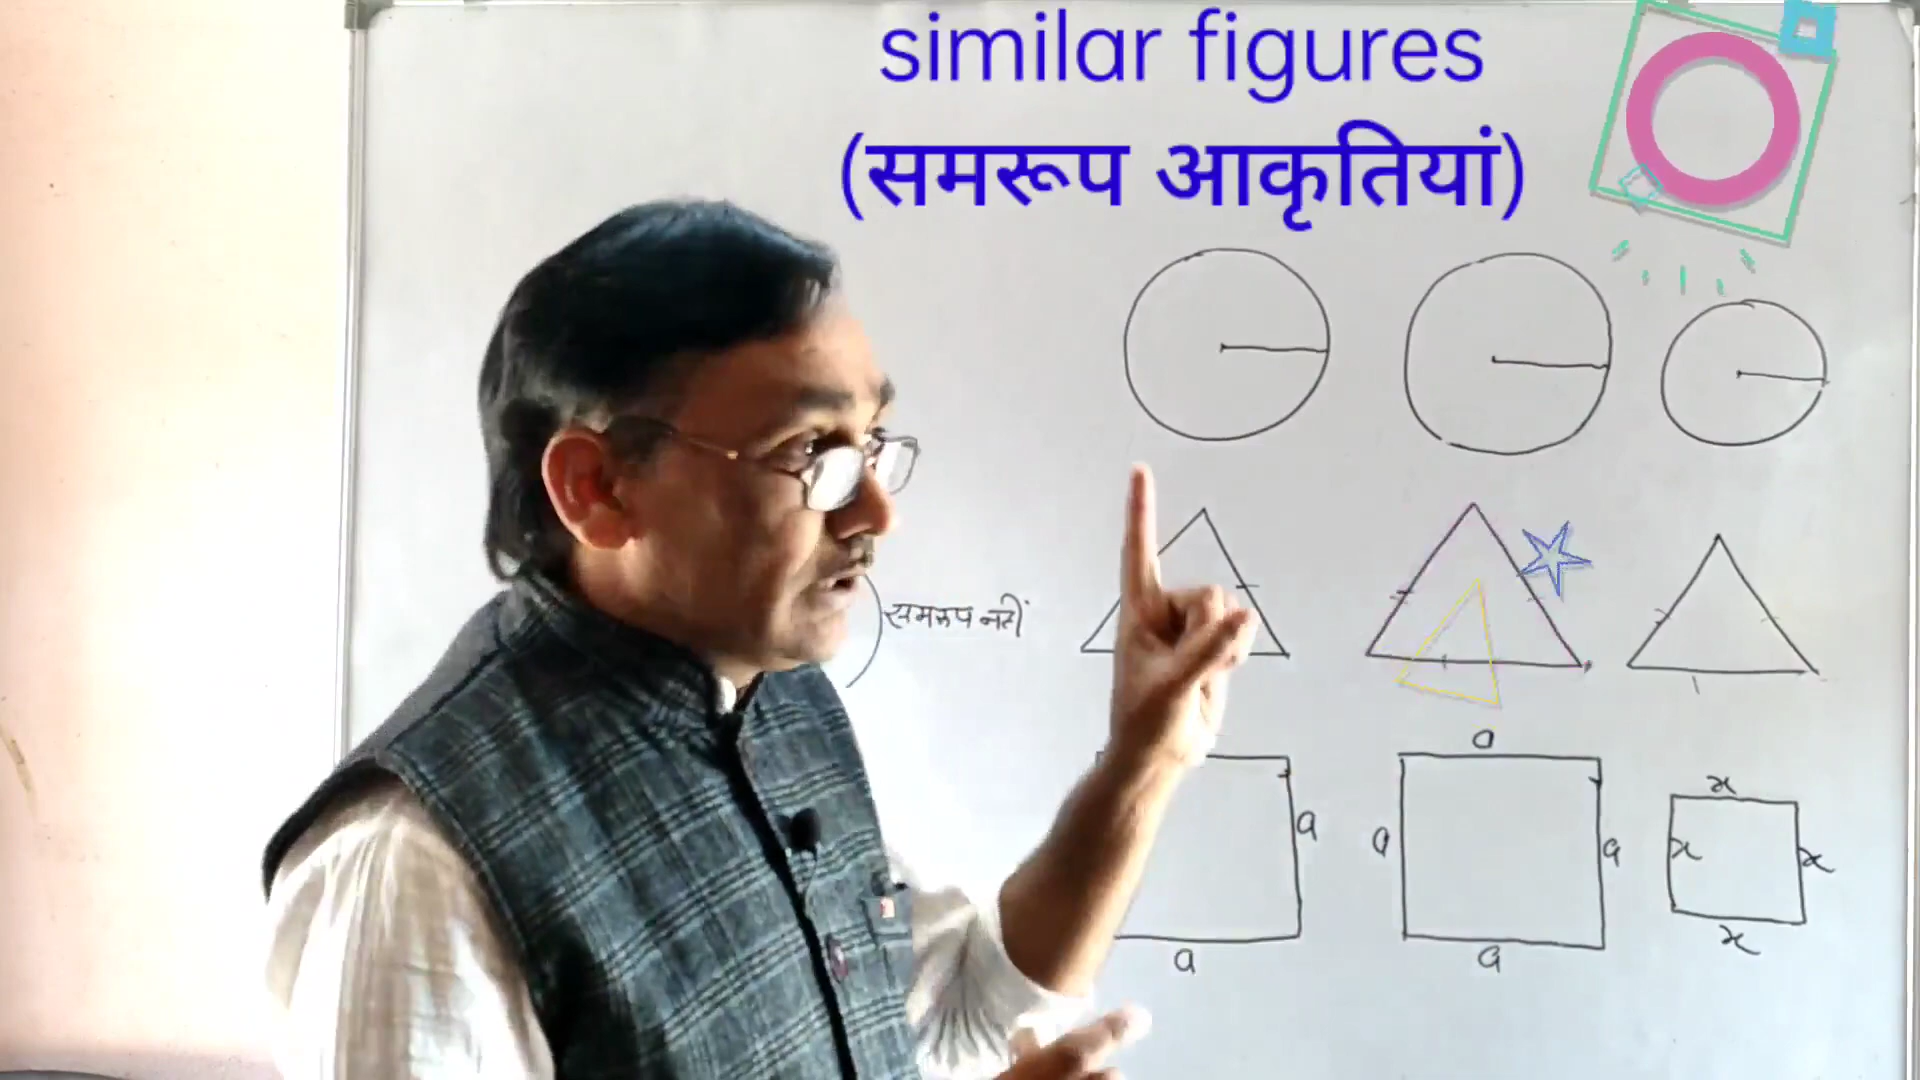 similar figures
(समरूप आकृतियां)
समरूप नहीं
a
a
a
a
a
a
x
x
x
x